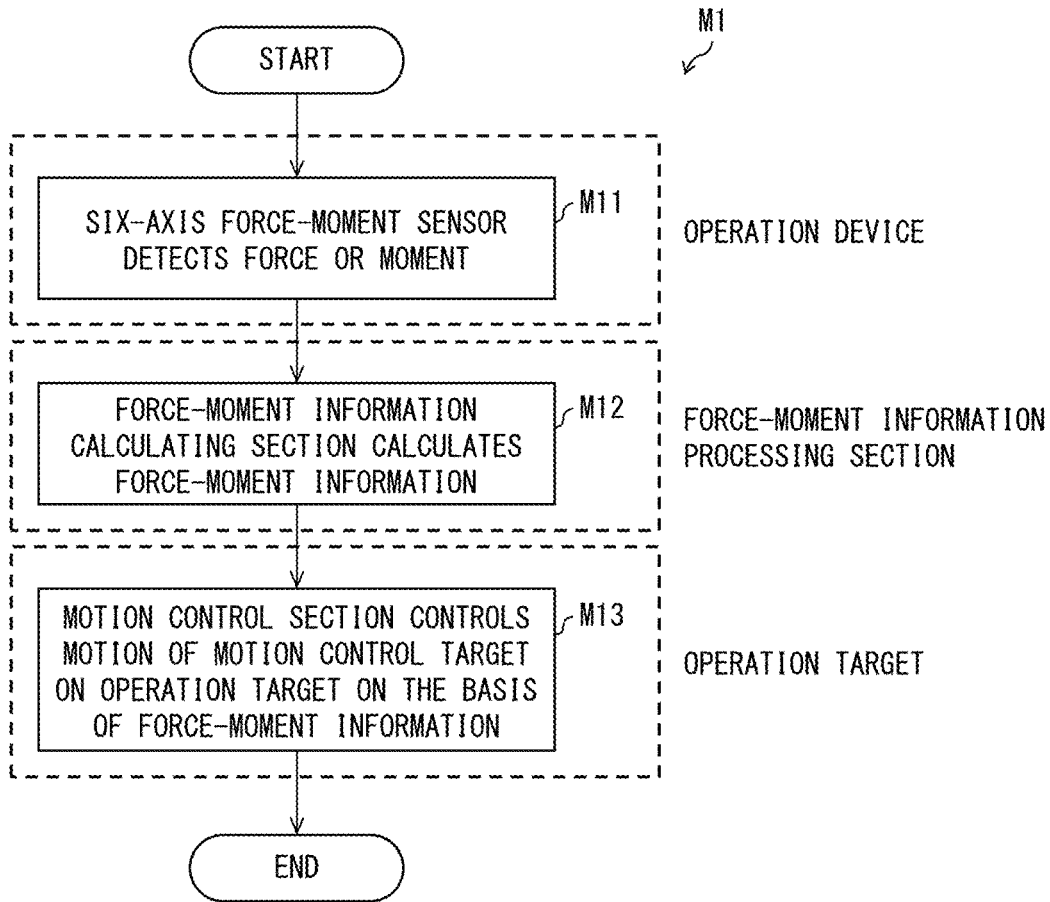 M1
START
SIX-AXIS FORCE-MOMENT SENSOR
DETECTS FORCE OR MOMENT
M11
OPERATION DEVICE
FORCE-MOMENT INFORMATION
CALCULATING SECTION CALCULATES
FORCE-MOMENT INFORMATION
M12
FORCE-MOMENT INFORMATION
PROCESSING SECTION
MOTION CONTROL SECTION CONTROLS
MOTION OF MOTION CONTROL TARGET
ON OPERATION TARGET ON THE BASIS
OF FORCE-MOMENT INFORMATION
M13
OPERATION TARGET
END